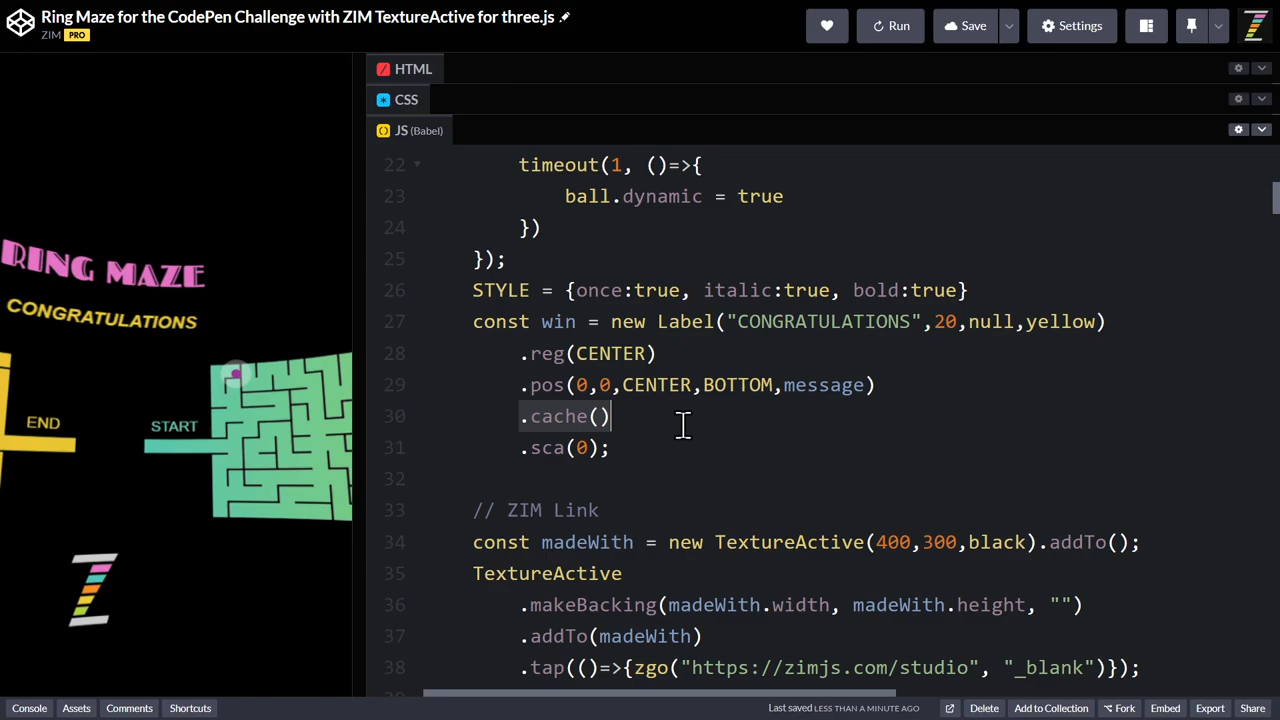 Ring Maze for the CodePen Challenge with ZIM TextureActive for three.js
ZIM PRO
Run
Save
Settings
HTML
CSS
JS (Babel)
22 timeout(1, ()=>{
23 ball.dynamic = true
24 })
25 });
26 STYLE = {once:true, italic:true, bold:true}
27 const win = new Label("CONGRATULATIONS",20,null,yellow)
28 .reg(CENTER)
29 .pos(0,0,CENTER,BOTTOM,message)
30 .cache()
31 .sca(0);
32
33 // ZIM Link
34 const madeWith = new TextureActive(400,300,black).addTo();
35 TextureActive
36 .makeBacking(madeWith.width, madeWith.height, "")
37 .addTo(madeWith)
38 .tap(()=>{zgo("https://zimjs.com/studio", "_blank")});
RING MAZE
CONGRATULATIONS
END
START
Console
Assets
Comments
Shortcuts
Last saved LESS THAN A MINUTE AGO
Delete
Add to Collection
Fork
Embed
Export
Share